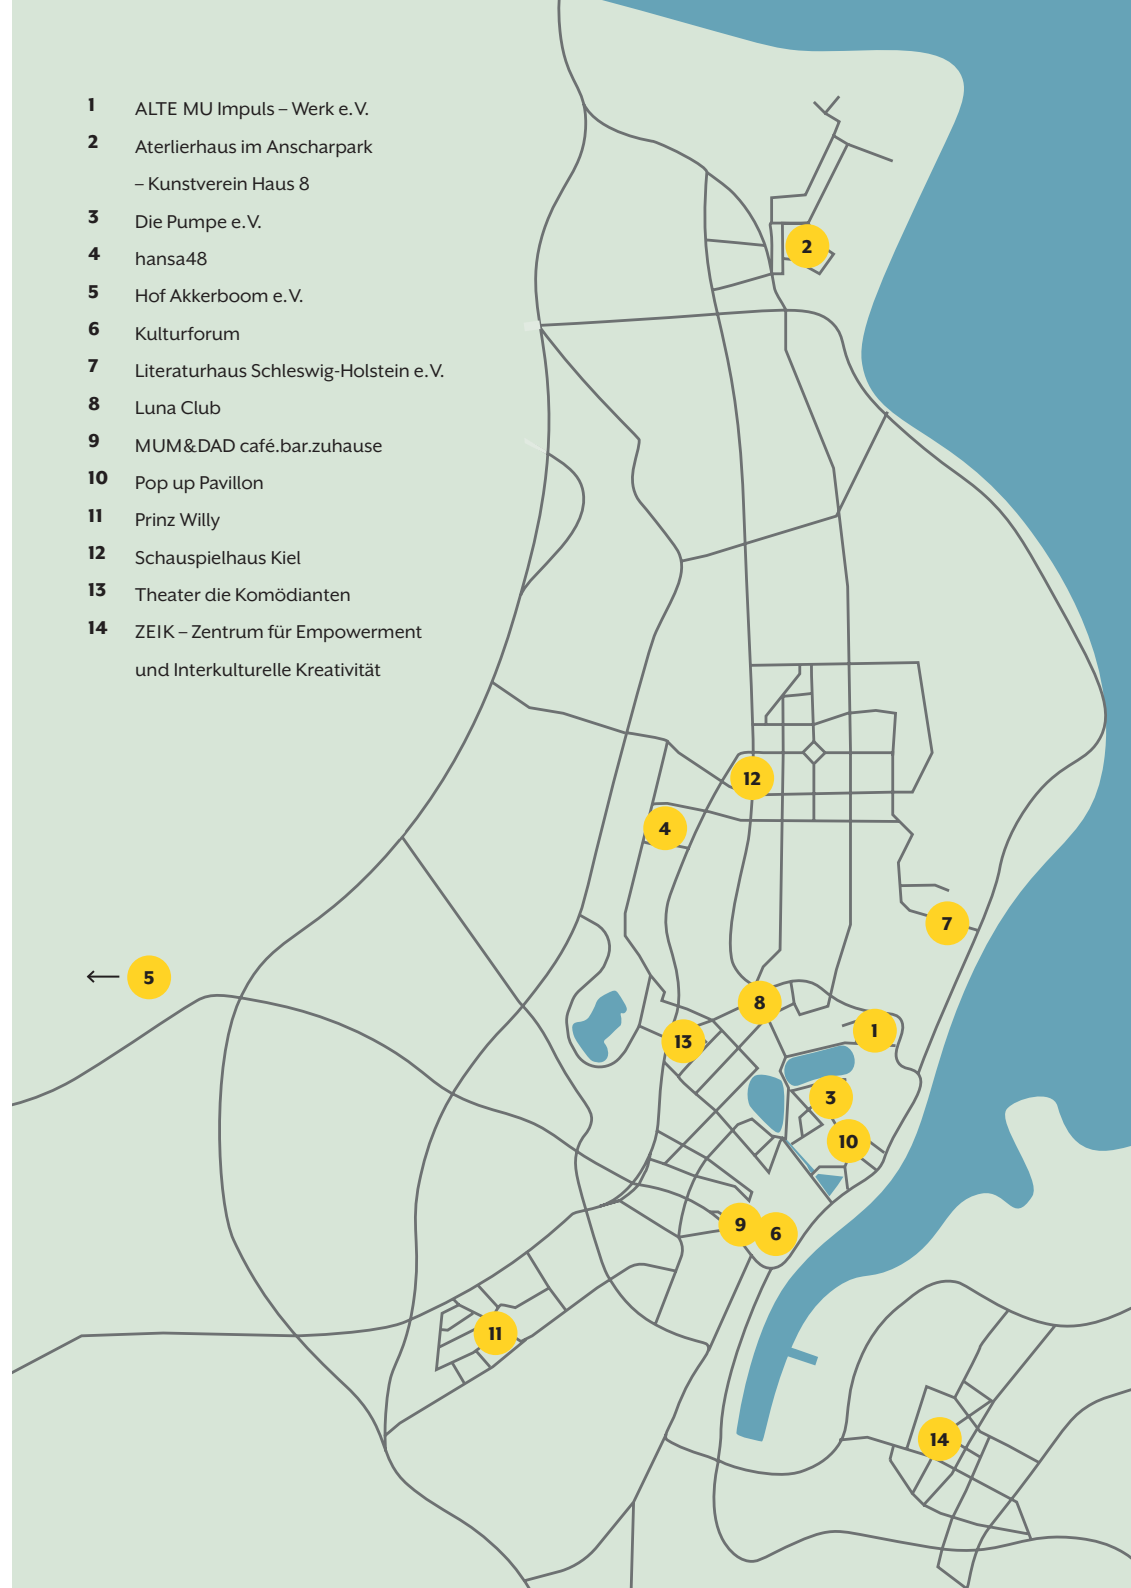 1 ALTE MU Impuls – Werk e.V.
2 Aterlierhaus im Anscharpark
– Kunstverein Haus 8
3 Die Pumpe e.V.
4 hansa48
5 Hof Akkerboom e.V.
6 Kulturforum
7 Literaturhaus Schleswig-Holstein e.V.
8 Luna Club
9 MUM&DAD café.bar.zuhause
10 Pop up Pavillon
11 Prinz Willy
12 Schauspielhaus Kiel
13 Theater die Komödianten
14 ZEIK – Zentrum für Empowerment
und Interkulturelle Kreativität
2
12
4
7
5
8
1
13
3
10
9
6
11
14